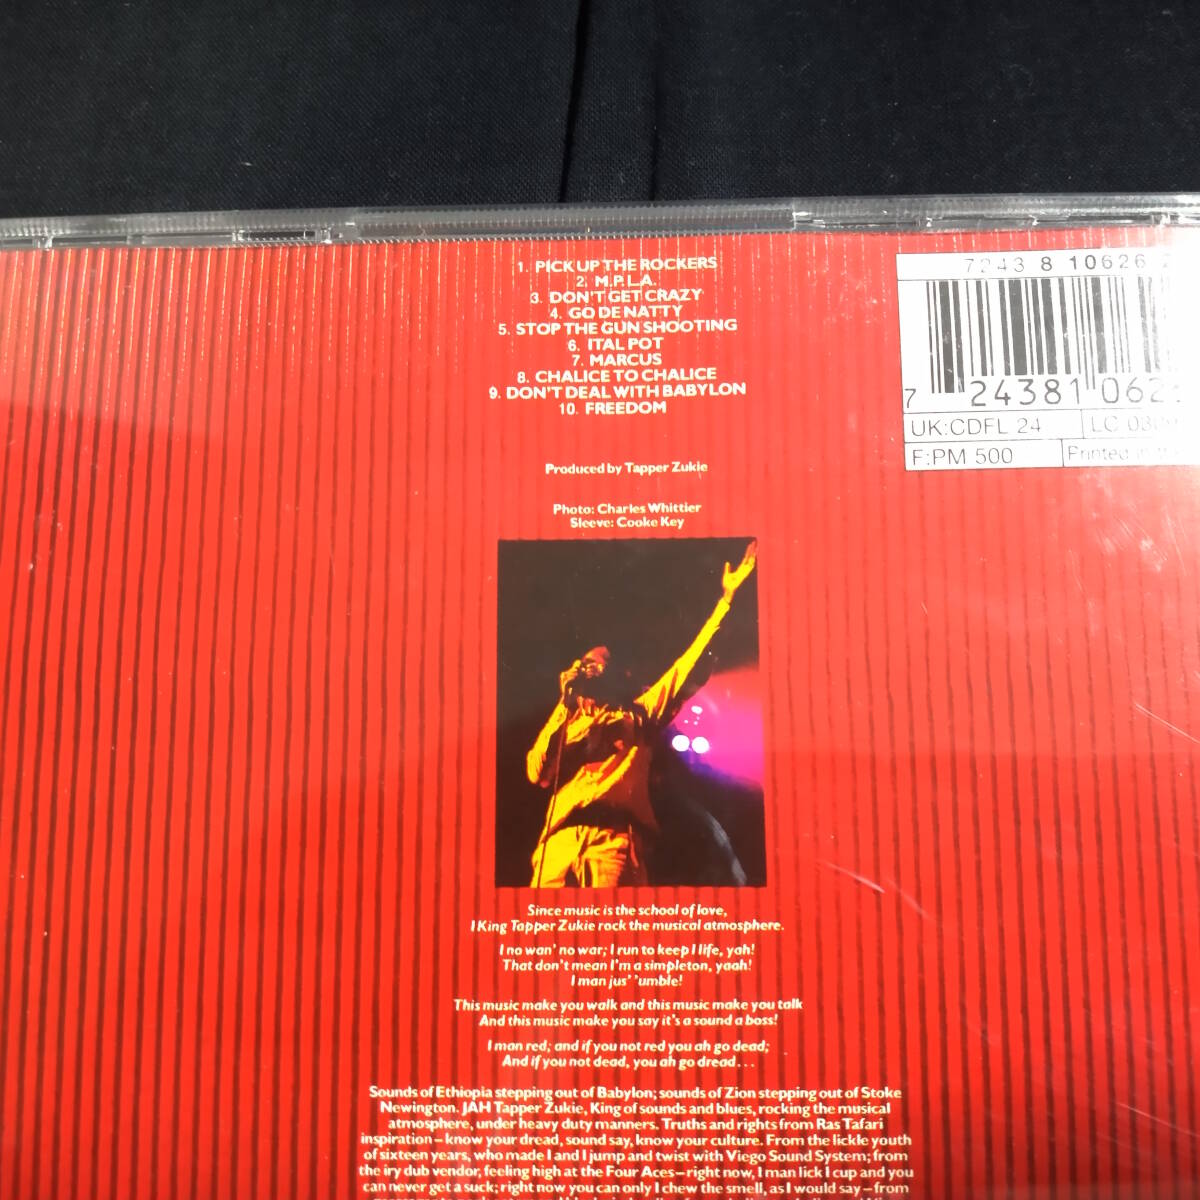 1. PICK UP THE ROCKERS
2. M.P.L.A.
3. DON'T GET CRAZY
4. GO DE NATTY
5. STOP THE GUN SHOOTING
6. ITAL POT
7. MARCUS
8. CHALICE TO CHALICE
9. DON'T DEAL WITH BABYLON
10. FREEDOM
7243 8 10626 2
7 24381 062
UK:CDFL 24
LC
F:PM 500
Printed in
Produced by Tapper Zukie
Photo: Charles Whittier
Sleeve: Cooke Key
Since music is the school of love,
I King Tapper Zukie rock the musical atmosphere.
I no wan' no war; I run to keep I life, yah!
That don't mean I'm a simpleton, yaah!
I man jus' 'umble!
This music make you walk and this music make you talk
And this music make you say it's a sound a boss!
I man red; and if you not red you ah go dead;
And if you not dead, you ah go dread...
Sounds of Ethiopia stepping out of Babylon; sounds of Zion stepping out of Stoke
Newington. JAH Tapper Zukie, King of sounds and blues, rocking the musical
atmosphere, under heavy duty manners. Truths and rights from Ras Tafari
inspiration – know your dread, sound say, know your culture. From the lickle youth
of sixteen years, who made I and I jump and twist with Viego Sound System; from
the iry dub vendor, feeling high at the Four Aces – right now, I man lick I cup and you
can never get a suck; right now you can only I chew the smell, as I would say – from